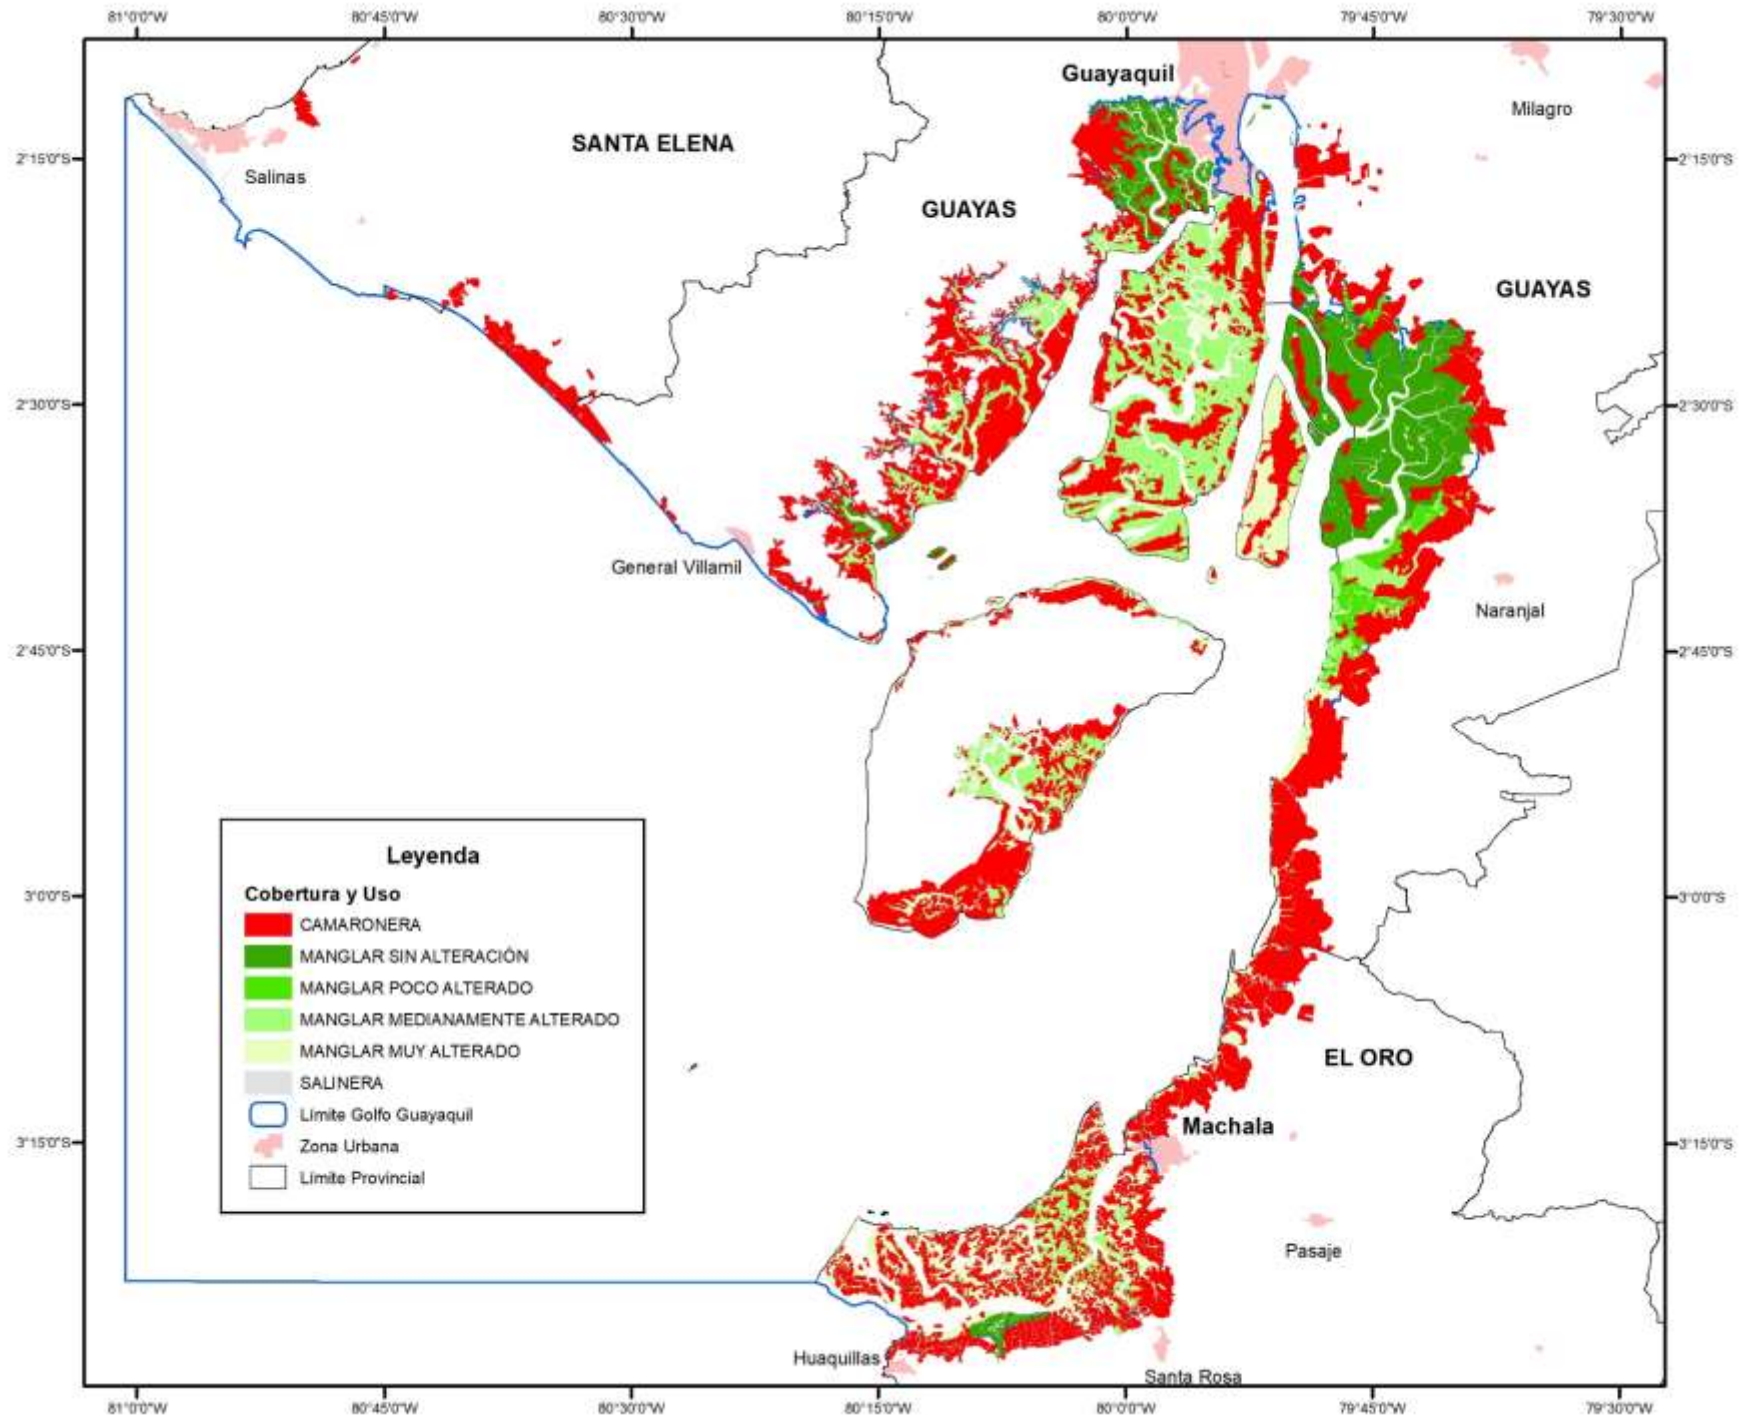 81°0'0"W 80°45'0"W 80°30'0"W 80°15'0"W 80°0'0"W 79°45'0"W 79°30'0"W
Guayaquil
Milagro
SANTA ELENA
2°15'0"S 2°15'0"S
Salinas
GUAYAS
GUAYAS
2°30'0"S 2°30'0"S
General Villamil
Naranjal
2°45'0"S 2°45'0"S
Leyenda
Cobertura y Uso
CAMARONERA
MANGLAR SIN ALTERACIÓN
MANGLAR POCO ALTERADO
MANGLAR MEDIANAMENTE ALTERADO
MANGLAR MUY ALTERADO
SALINERA
Límite Golfo Guayaquil
Zona Urbana
Límite Provincial
3°0'0"S 3°0'0"S
EL ORO
Machala
3°15'0"S 3°15'0"S
Pasaje
Huaquillas
Santa Rosa
81°0'0"W 80°45'0"W 80°30'0"W 80°15'0"W 80°0'0"W 79°45'0"W 79°30'0"W